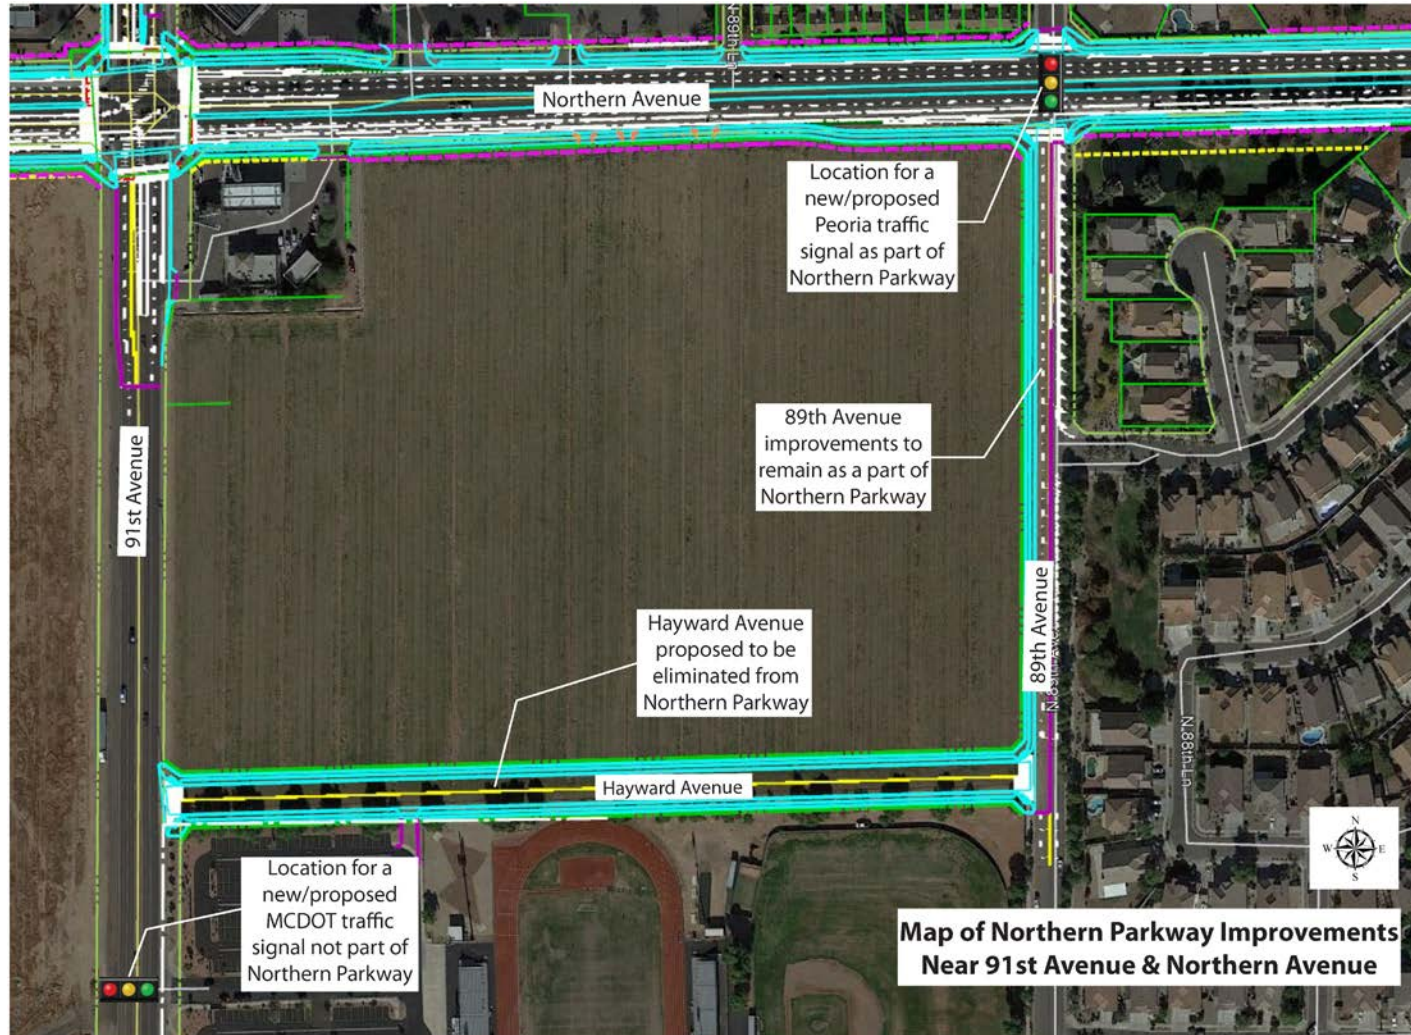 N 89th Ln
Northern Avenue
Location for a
new/proposed
Peoria traffic
signal as part of
Northern Parkway
91st Avenue
89th Avenue
improvements to
remain as a part of
Northern Parkway
89th Avenue
Hayward Avenue
proposed to be
eliminated from
Northern Parkway
N 88th Ln
Hayward Avenue
N
W E
S
Location for a
new/proposed
MCDOT traffic
signal not part of
Northern Parkway
Map of Northern Parkway Improvements
Near 91st Avenue & Northern Avenue